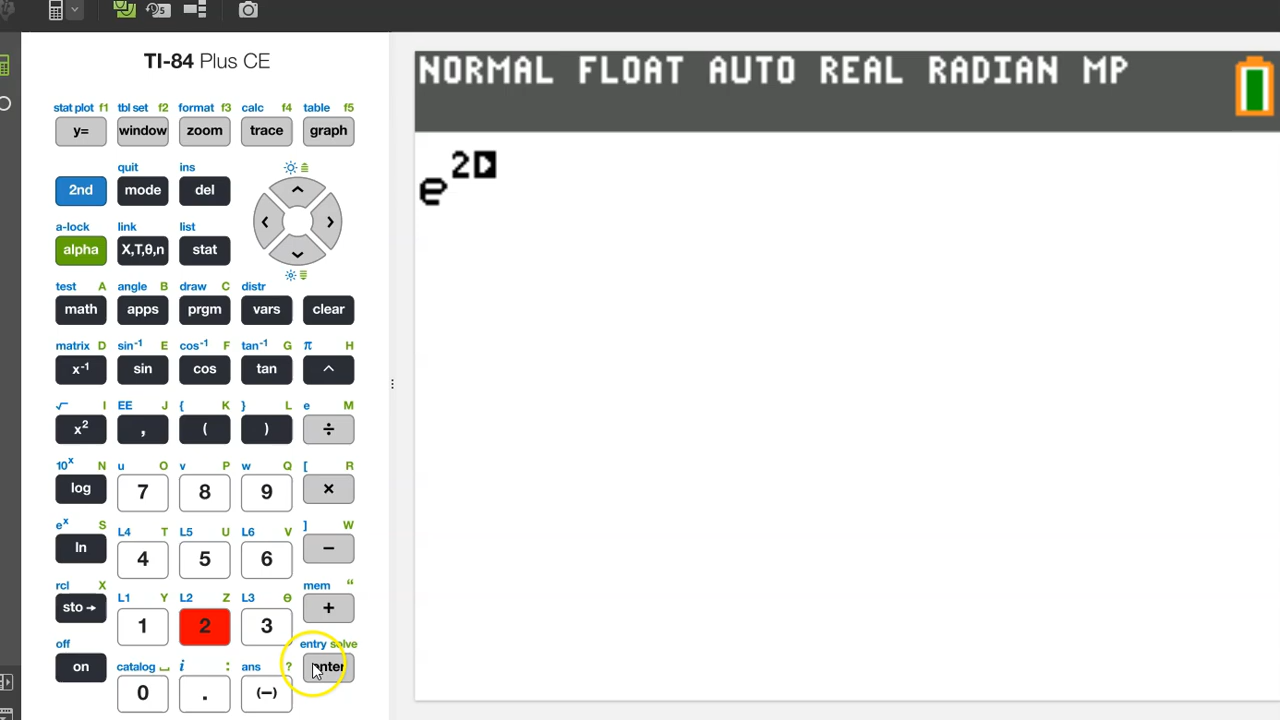 TI-84 Plus CE
stat plot f1 tbl set f2 format f3 calc f4 table f5
y= window zoom trace graph
quit ins
2nd mode del
a-lock link list
alpha X,T,θ,n stat
test A angle B draw C distr
math apps prgm vars clear
matrix D sin⁻¹ E cos⁻¹ F tan⁻¹ G π H
x⁻¹ sin cos tan ^
√ I EE J { K } L e M
x² , ( ) ÷
10ˣ N u O v P w Q [ R
log 7 8 9 ×
eˣ S L4 T L5 U L6 V ] W
ln 4 5 6 −
rcl X L1 Y L2 Z L3 θ mem “
sto→ 1 2 3 +
off catalog ⎵ i : ans ? entry solve
on 0 . (−) enter
NORMAL FLOAT AUTO REAL RADIAN MP
e²